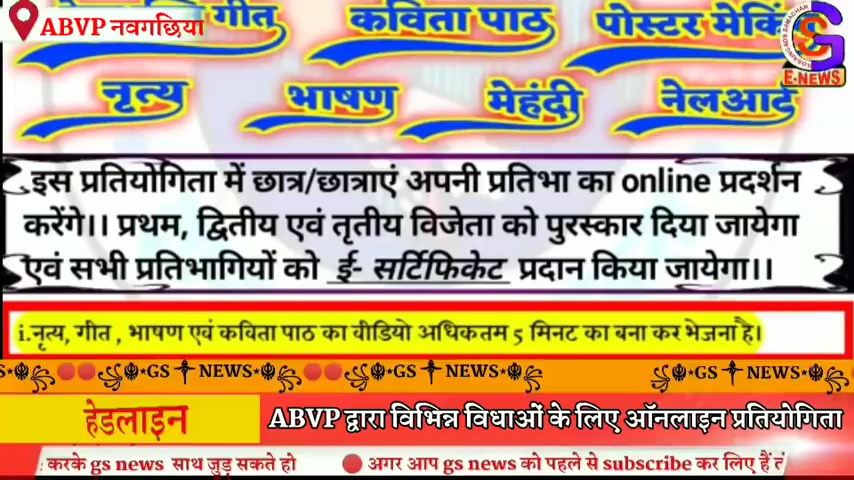 ABVP नवगछिया
गीत कविता पाठ पोस्टर मेकिं
E-NEWS
नृत्य भाषण मेहंदी नेलआर्ट
इस प्रतियोगिता में छात्र/छात्राएं अपनी प्रतिभा का online प्रदर्शन
करेंगे।। प्रथम, द्वितीय एवं तृतीय विजेता को पुरस्कार दिया जायेगा
एवं सभी प्रतिभागियों को ई- सर्टिफिकेट प्रदान किया जायेगा।।
i.नृत्य, गीत , भाषण एवं कविता पाठ का वीडियो अधिकतम 5 मिनट का बना कर भेजना है।
GS NEWS GS NEWS GS NEWS
हेडलाइन
ABVP द्वारा विभिन्न विधाओं के लिए ऑनलाइन प्रतियोगिता
करके gs news साथ जुड़ सकते हो अगर आप gs news को पहले से subscribe कर लिए हैं